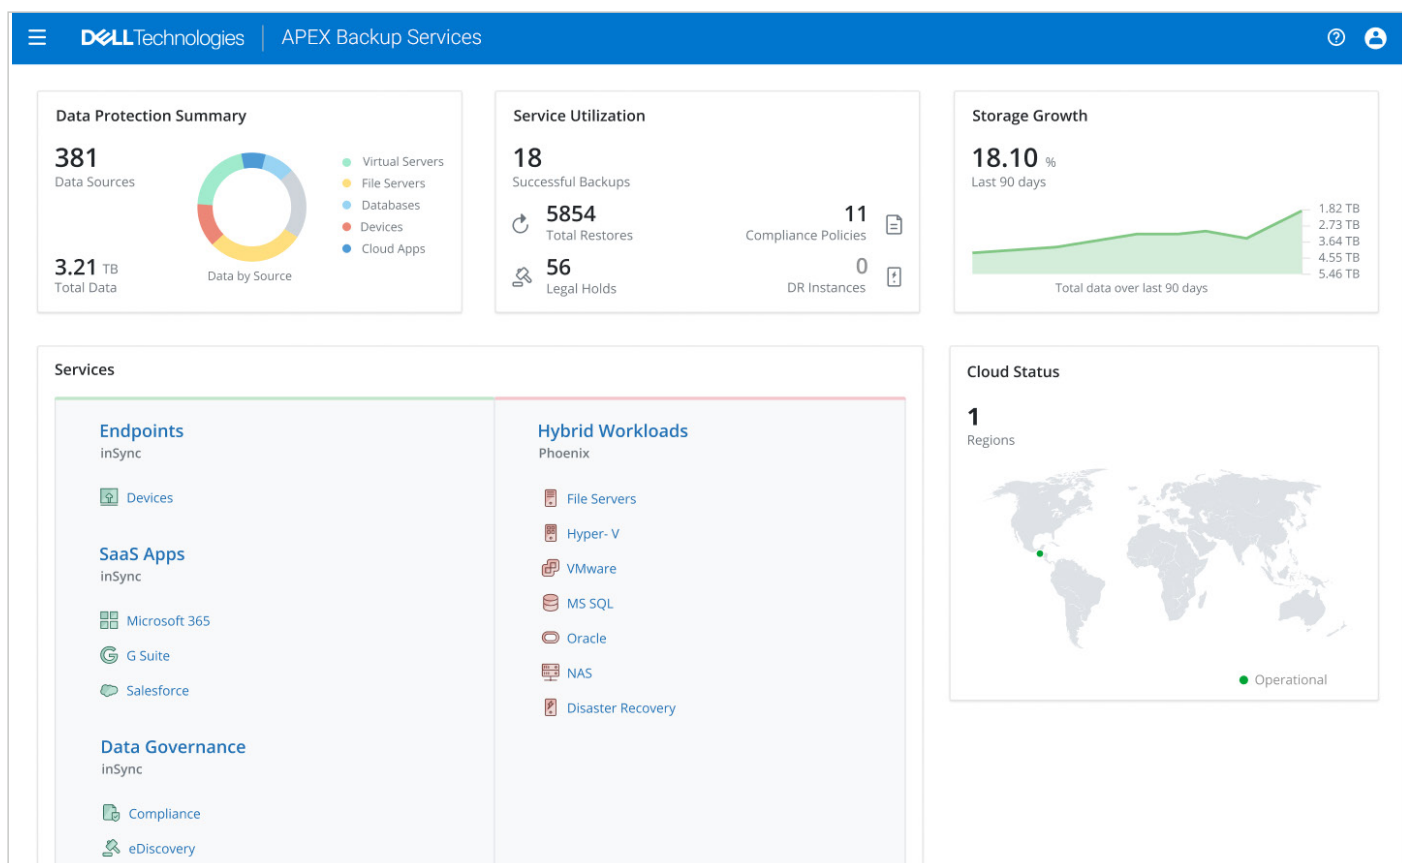 DELLTechnologies | APEX Backup Services
Data Protection Summary
381
Data Sources
3.21 TB
Total Data
Data by Source
Virtual Servers
File Servers
Databases
Devices
Cloud Apps
Service Utilization
18
Successful Backups
5854
Total Restores
11
Compliance Policies
56
Legal Holds
0
DR Instances
Storage Growth
18.10 %
Last 90 days
1.82 TB
2.73 TB
3.64 TB
4.55 TB
5.46 TB
Total data over last 90 days
Services
Endpoints
inSync
Devices
SaaS Apps
inSync
Microsoft 365
G Suite
Salesforce
Data Governance
inSync
Compliance
eDiscovery
Hybrid Workloads
Phoenix
File Servers
Hyper- V
VMware
MS SQL
Oracle
NAS
Disaster Recovery
Cloud Status
1
Regions
Operational